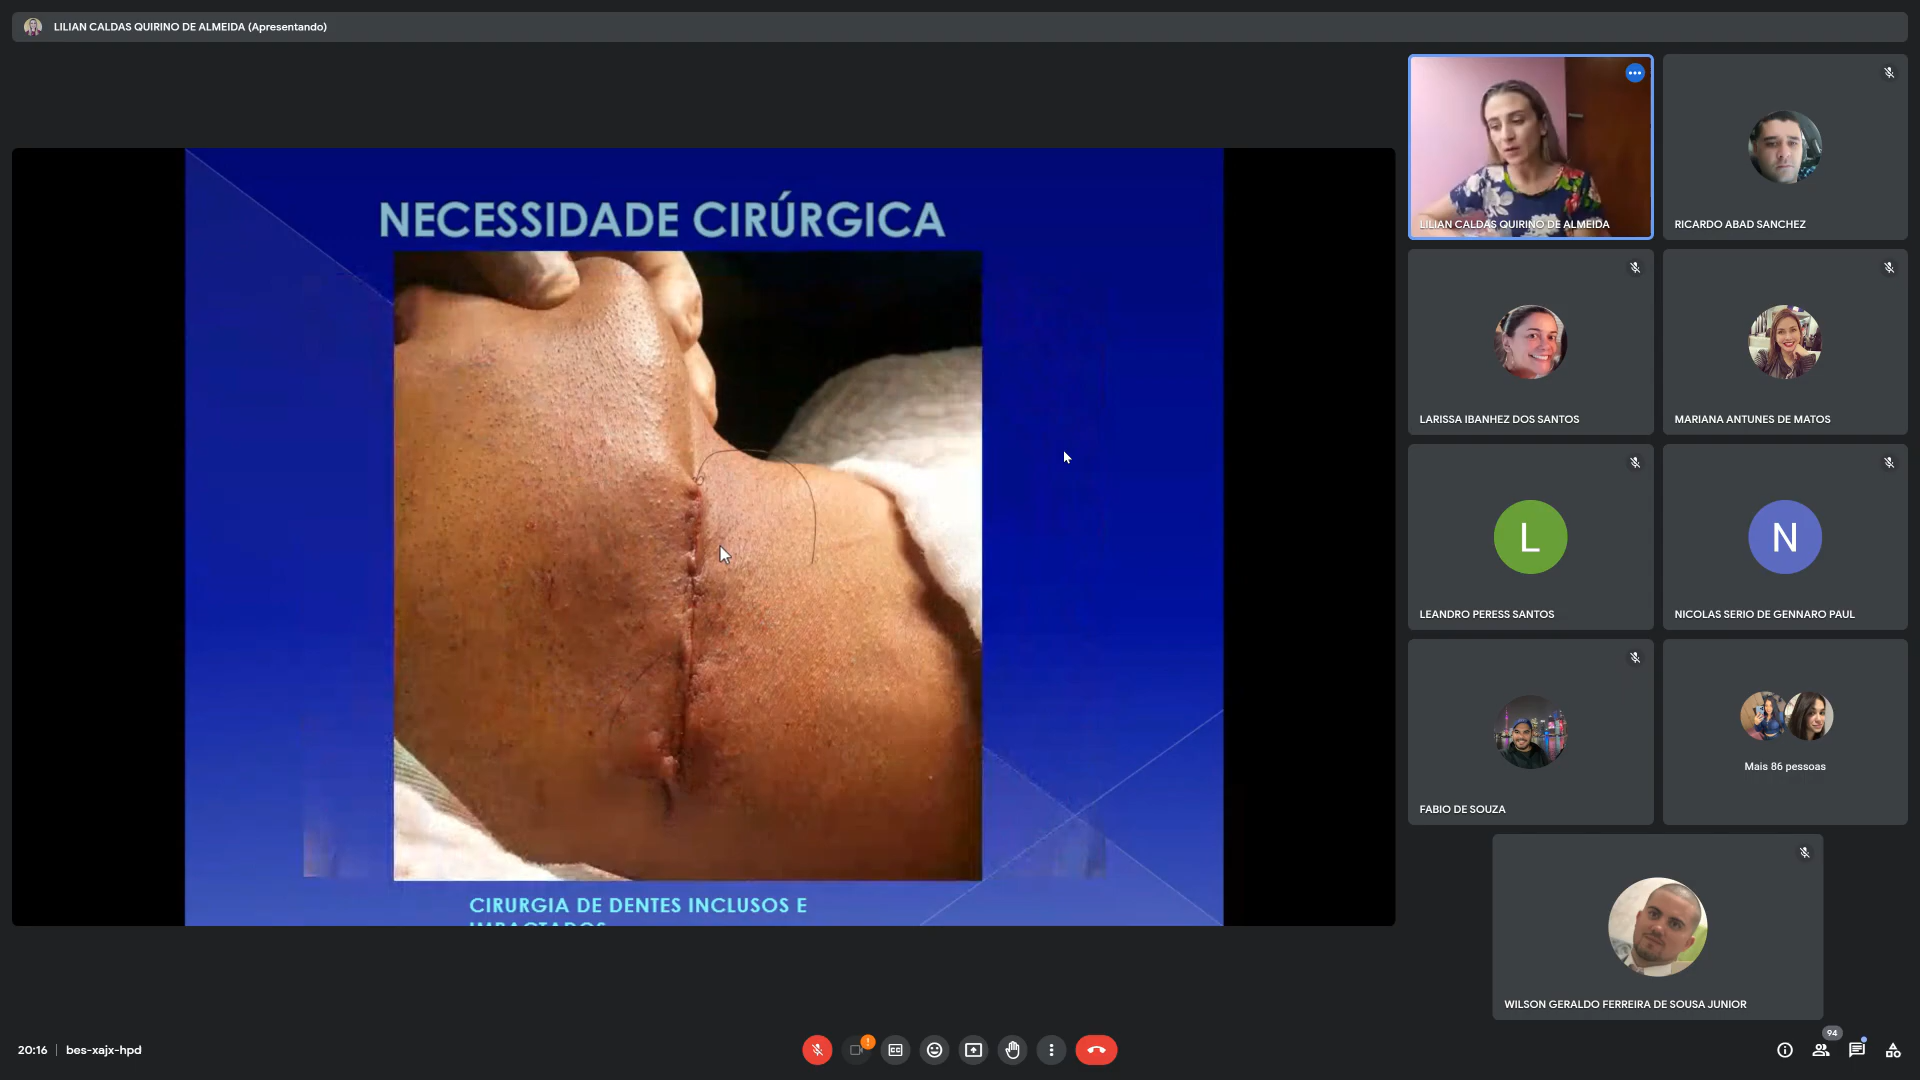 LILIAN CALDAS QUIRINO DE ALMEIDA (Apresentando)
NECESSIDADE CIRÚRGICA
CIRURGIA DE DENTES INCLUSOS E
IMPACTADOS
LILIAN CALDAS QUIRINO DE ALMEIDA
RICARDO ABAD SANCHEZ
LARISSA IBANHEZ DOS SANTOS
MARIANA ANTUNES DE MATOS
L
LEANDRO PERESS SANTOS
N
NICOLAS SERIO DE GENNARO PAUL
FABIO DE SOUZA
Mais 86 pessoas
WILSON GERALDO FERREIRA DE SOUSA JUNIOR
20:16 | bes-xajx-hpd
CC
94